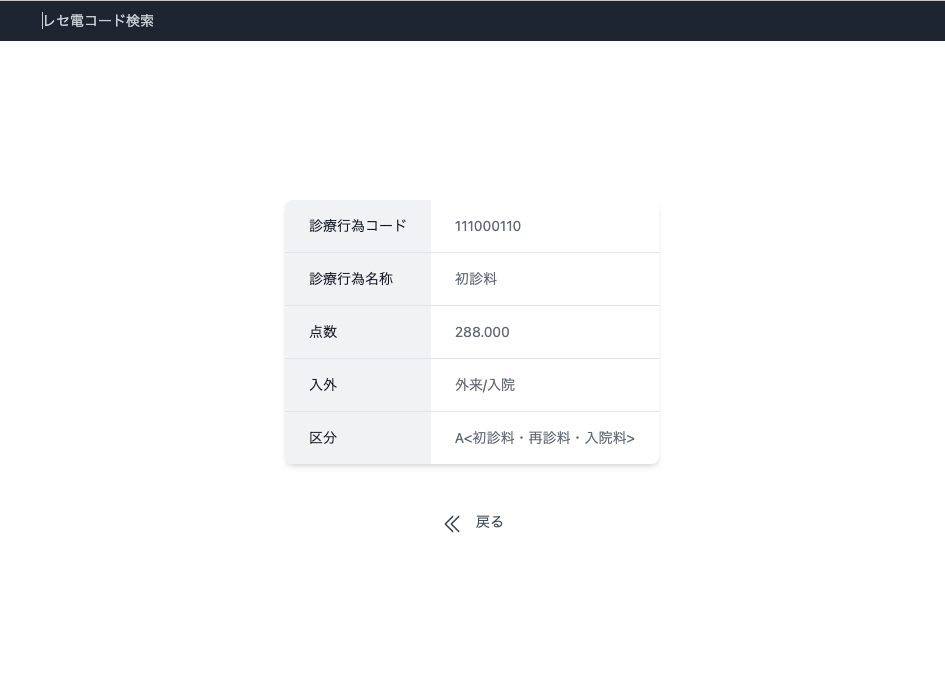 レセ電コード検索
診療行為コード 111000110
診療行為名称 初診料
点数 288.000
入外 外来/入院
区分 A<初診料・再診料・入院料>
戻る